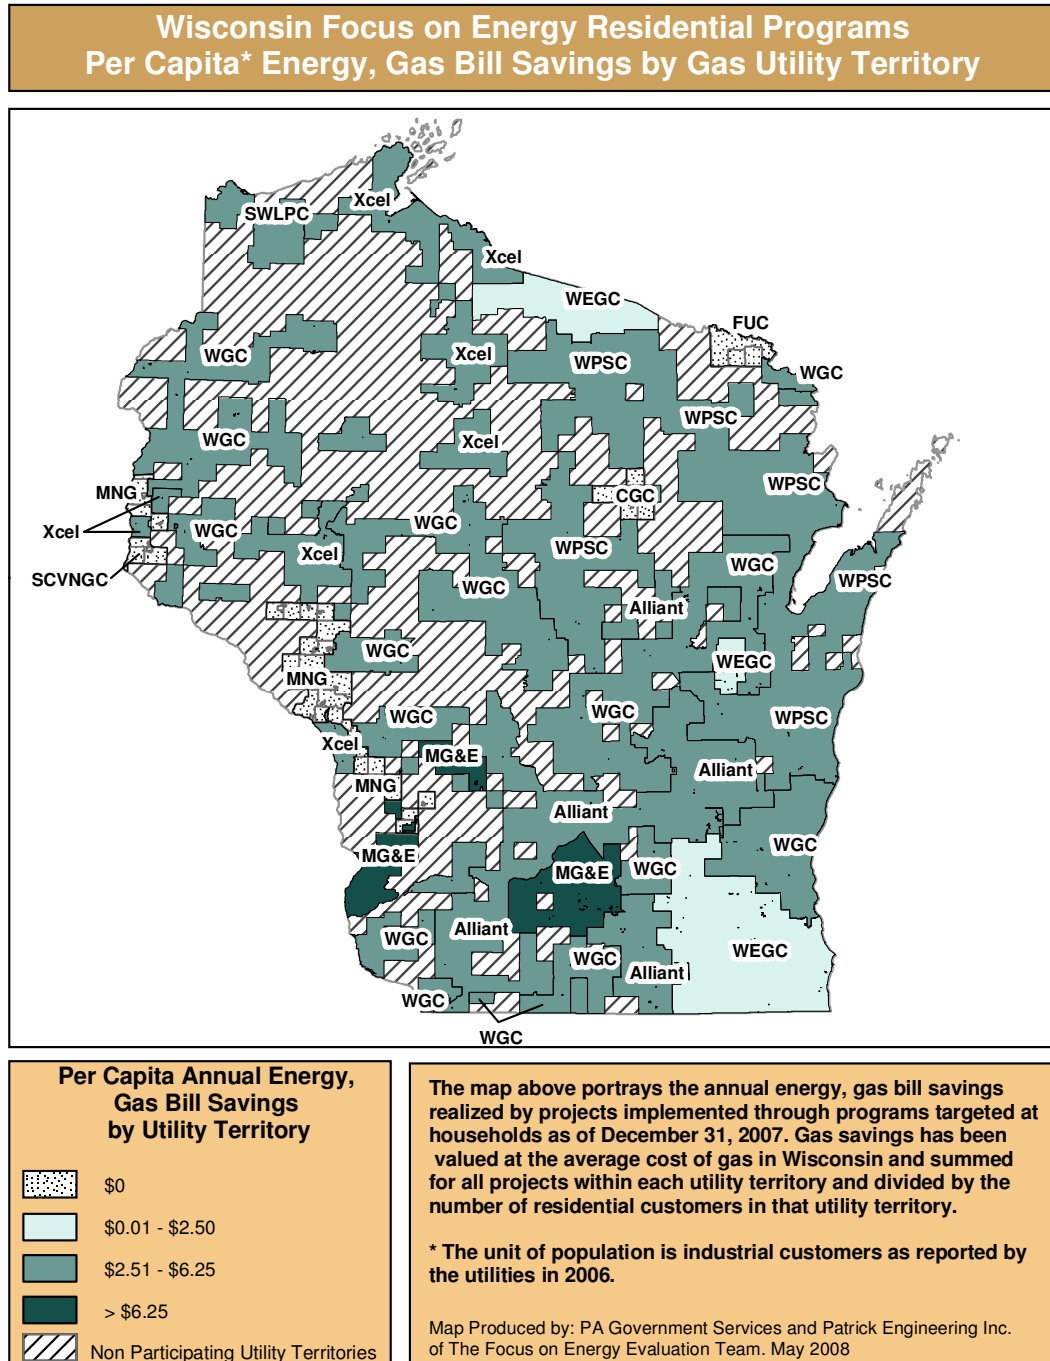 Wisconsin Focus on Energy Residential Programs
Per Capita* Energy, Gas Bill Savings by Gas Utility Territory
Xcel
SWLPC
Xcel
WEGC
FUC
Xcel
WGC
WPSC
WGC
WPSC
WGC
Xcel
WPSC
MNG
CGC
WGC
Xcel
WGC
WPSC
Xcel
WGC
SCVNGC
WPSC
WGC
Alliant
WGC
WEGC
MNG
WGC
WGC
WPSC
Xcel
MG&E
Alliant
MNG
Alliant
WGC
MG&E
WGC
MG&E
Alliant
WGC
WEGC
WGC
Alliant
WGC
WGC
Per Capita Annual Energy,
Gas Bill Savings
by Utility Territory
$0
$0.01 - $2.50
$2.51 - $6.25
> $6.25
Non Participating Utility Territories
The map above portrays the annual energy, gas bill savings
realized by projects implemented through programs targeted at
households as of December 31, 2007. Gas savings has been
valued at the average cost of gas in Wisconsin and summed
for all projects within each utility territory and divided by the
number of residential customers in that utility territory.
* The unit of population is industrial customers as reported by
the utilities in 2006.
Map Produced by: PA Government Services and Patrick Engineering Inc.
of The Focus on Energy Evaluation Team. May 2008